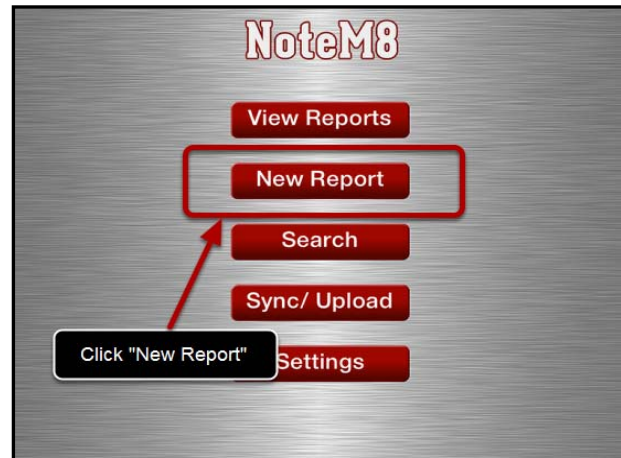 NoteM8
View Reports
New Report
Search
Sync/ Upload
Click "New Report"
Settings